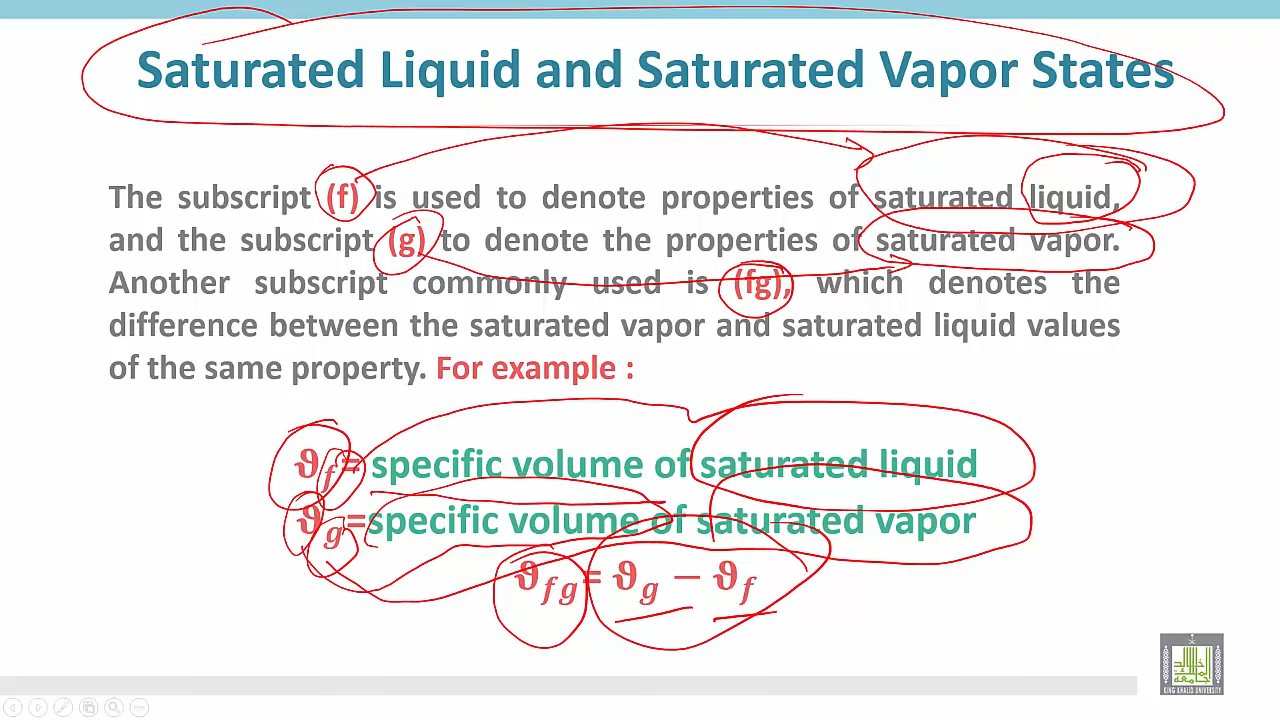 Saturated Liquid and Saturated Vapor States
The subscript (f) is used to denote properties of saturated liquid,
and the subscript (g) to denote the properties of saturated vapor.
Another subscript commonly used is (fg), which denotes the
difference between the saturated vapor and saturated liquid values
of the same property. For example :
ϑf= specific volume of saturated liquid
ϑg=specific volume of saturated vapor
ϑfg= ϑg − ϑf
KING KHALID UNIVERSITY